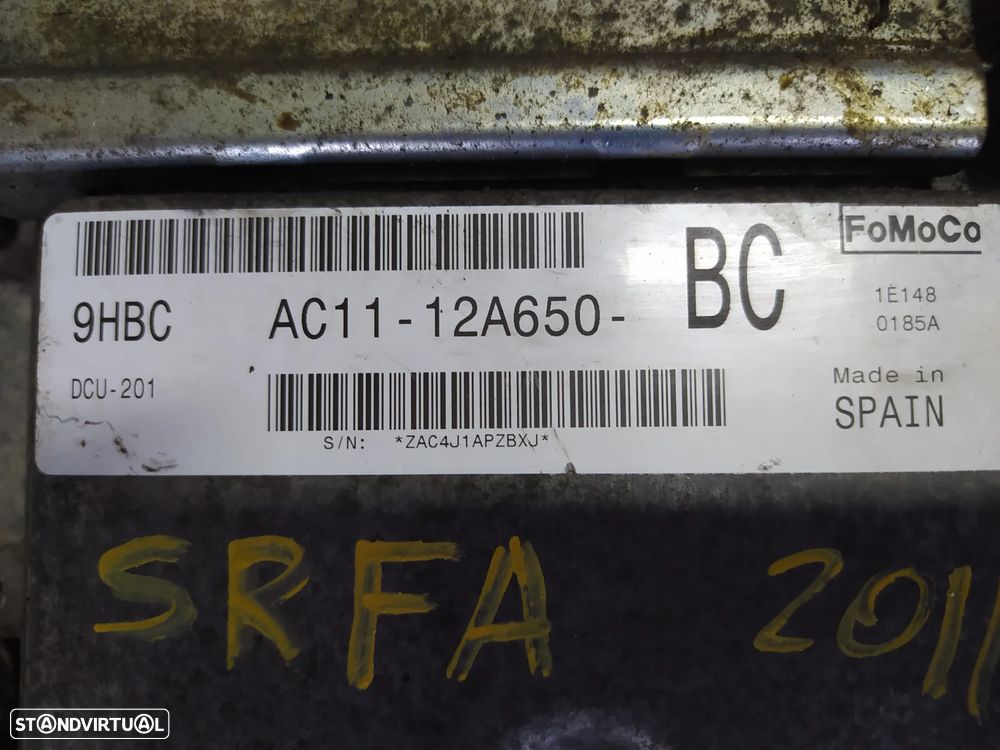 FoMoCo
9HBC AC11-12A650- BC
1E148
0185A
DCU-201
Made in
SPAIN
S/N: *ZAC4J1APZBXJ*
SRFA 2011
STANDVIRTUAL